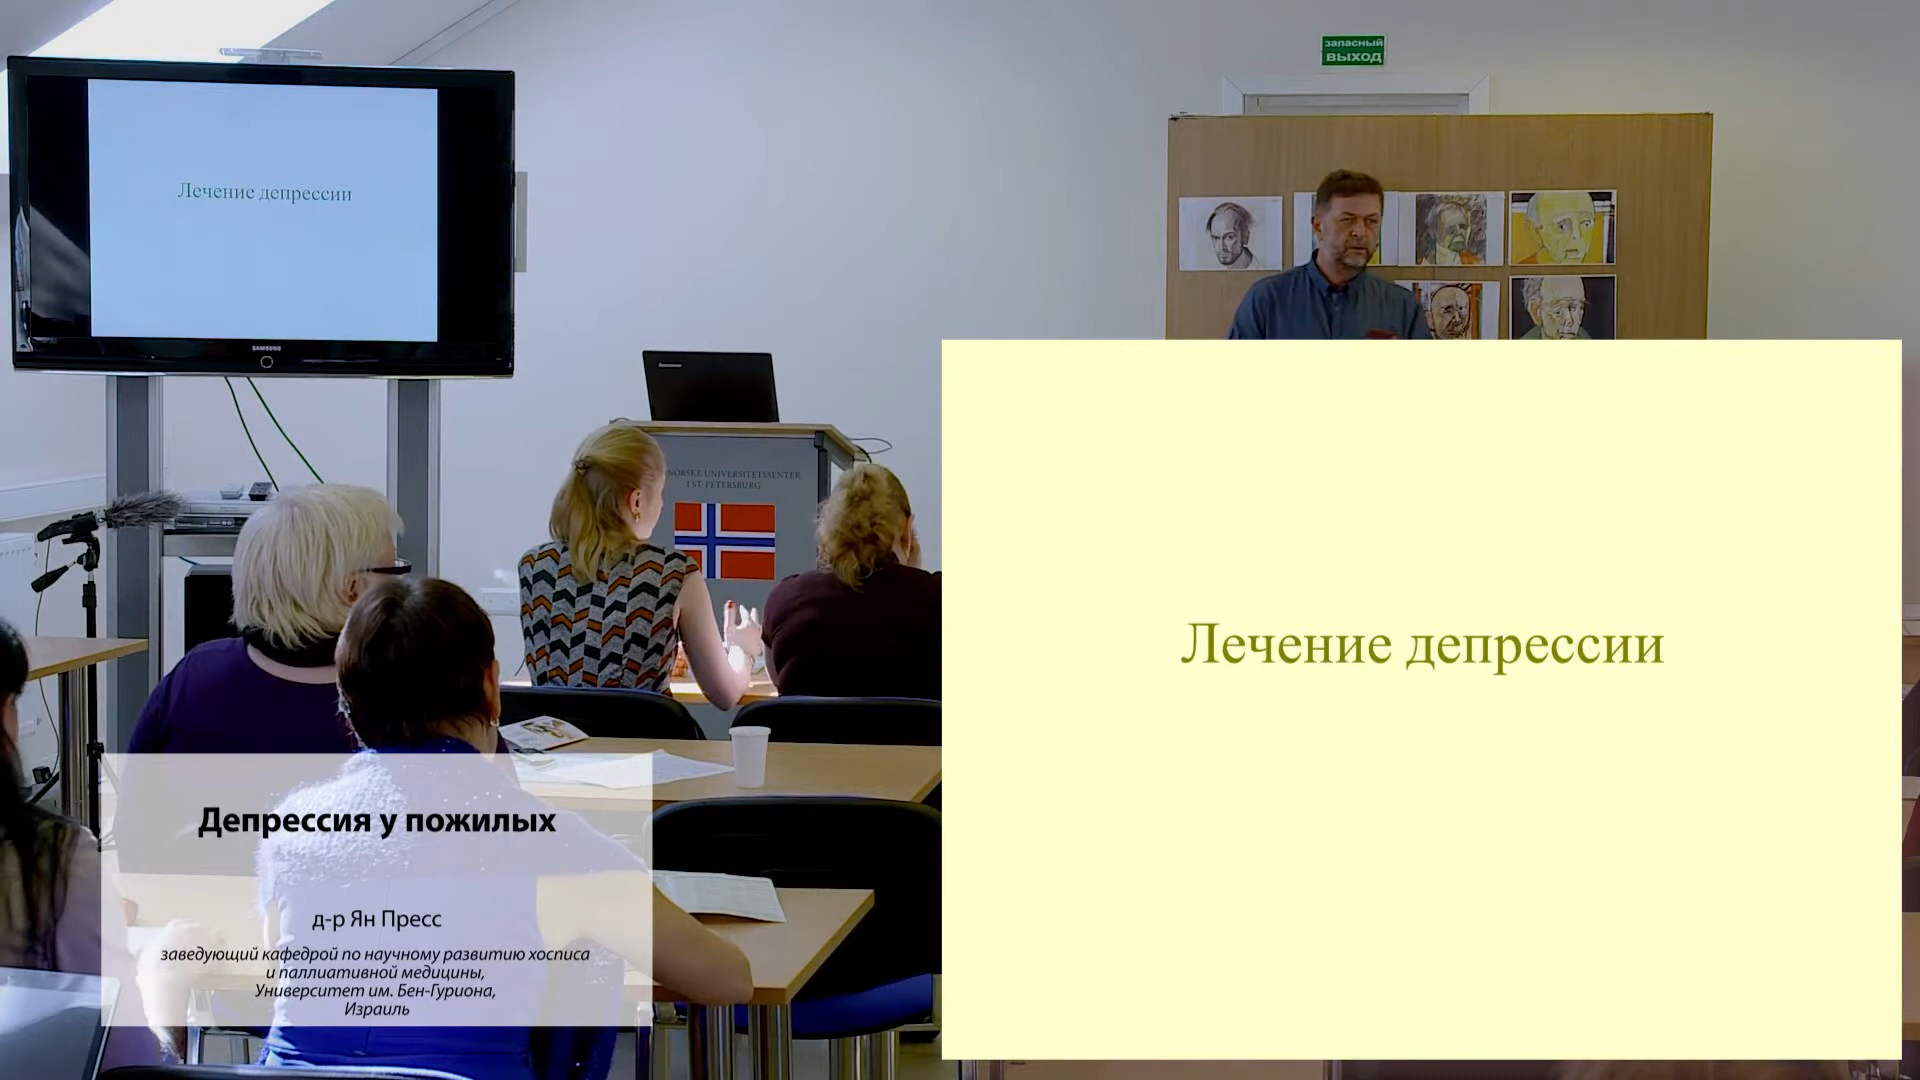 запасный
ВЫХОД
Лечение депрессии
SAMSUNG
NORSKE UNIVERSITETSSENTER
I ST PETERSBURG
Лечение депрессии
Депрессия у пожилых
д-р Ян Пресс
заведующий кафедрой по научному развитию хосписа
и паллиативной медицины,
Университет им. Бен-Гуриона,
Израиль